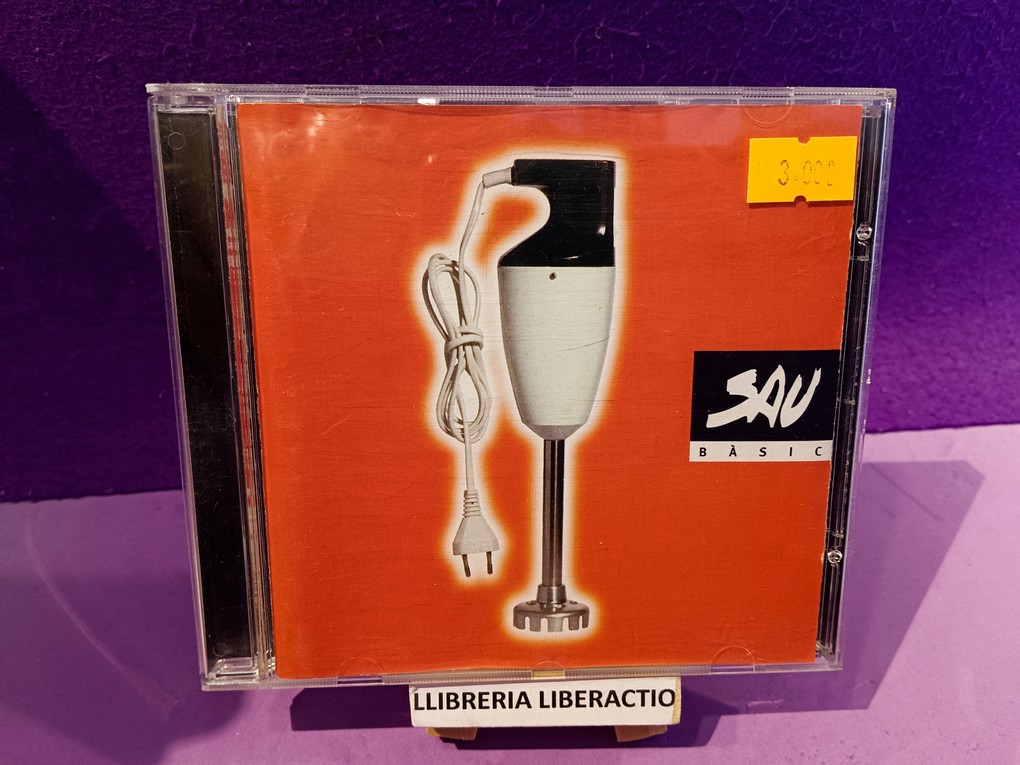 3.00€
SAU
BÀSIC
LLIBRERIA LIBERACTIO